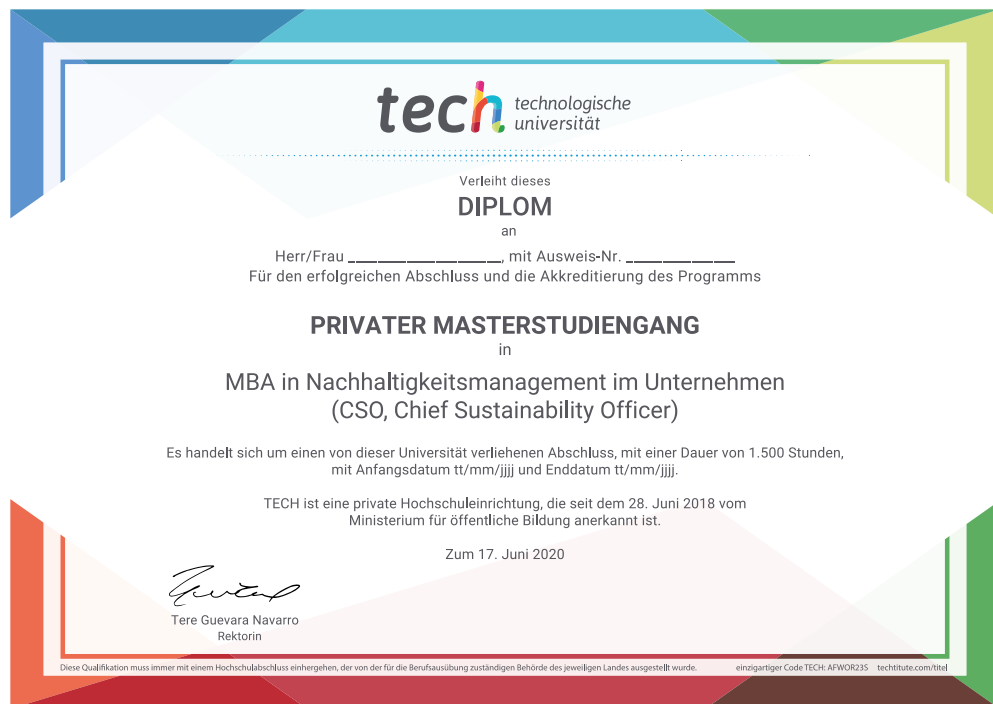 tech technologische
universität
Verleiht dieses
DIPLOM
an
Herr/Frau ____________________, mit Ausweis-Nr. ______________
Für den erfolgreichen Abschluss und die Akkreditierung des Programms
PRIVATER MASTERSTUDIENGANG
in
MBA in Nachhaltigkeitsmanagement im Unternehmen
(CSO, Chief Sustainability Officer)
Es handelt sich um einen von dieser Universität verliehenen Abschluss, mit einer Dauer von 1.500 Stunden,
mit Anfangsdatum tt/mm/jjjj und Enddatum tt/mm/jjjj.
TECH ist eine private Hochschuleinrichtung, die seit dem 28. Juni 2018 vom
Ministerium für öffentliche Bildung anerkannt ist.
Zum 17. Juni 2020
Tere Guevara Navarro
Rektorin
Diese Qualifikation muss immer mit einem Hochschulabschluss einhergehen, der von der für die Berufsausübung zuständigen Behörde des jeweiligen Landes ausgestellt wurde. einzigartiger Code TECH: AFWOR23S techtitute.com/titel